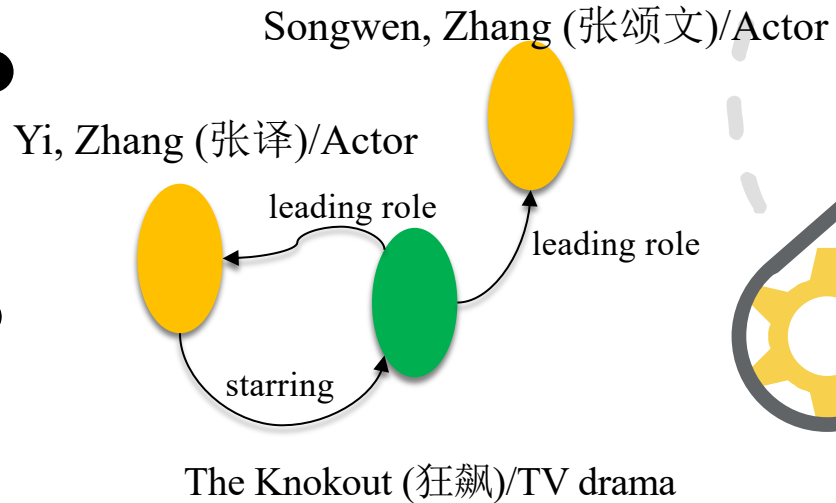 Songwen, Zhang (张颂文)/Actor
Yi, Zhang (张译)/Actor
leading role
leading role
starring
The Knokout (狂飙)/TV drama